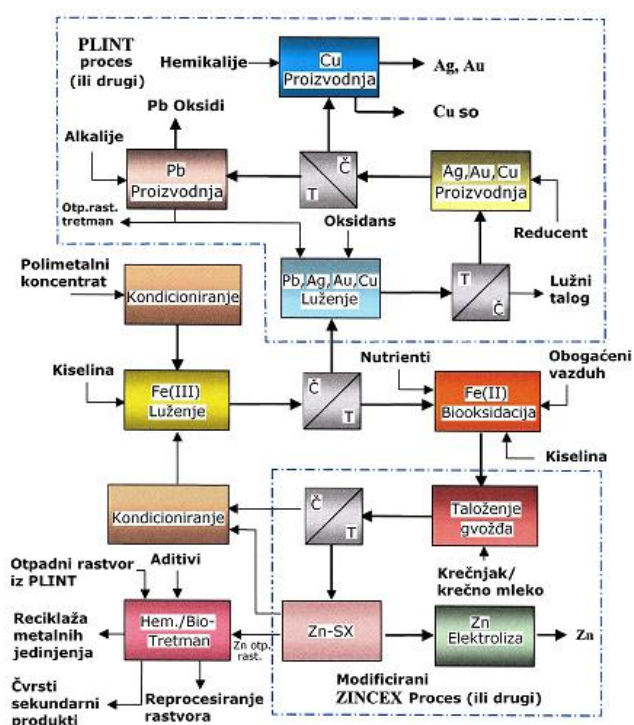 PLINT
proces
(ili drugi)
Hemikalije
Cu
Proizvodnja
Ag, Au
Cu so
Pb Oksidi
Alkalije
Pb
Proizvodnja
Č
T
Ag,Au,Cu
Proizvodnja
Otp.rast.
tretman
Oksidans
Reducent
Polimetalni
koncentrat
Kondicioniranje
Pb,Ag,Au,Cu
Luženje
T
Č
Lužni
talog
Kiselina
Fe(III)
Luženje
Č
T
Nutrienti
Obogaćeni
vazduh
Fe(II)
Biooksidacija
Kiselina
Kondicioniranje
Č
T
Taloženje
gvožđa
Krečnjak/
krečno mleko
Otpadni rastvor
iz PLINT
Aditivi
Reciklaža
metalnih
jedinjenja
Hem./Bio-
Tretman
Zn otp.
rast.
Zn-SX
Zn
Elektroliza
Zn
Čvrsti
sekundarni
produkti
Reprocesiranje
rastvora
Modificirani
ZINCEX Proces (ili drugi)